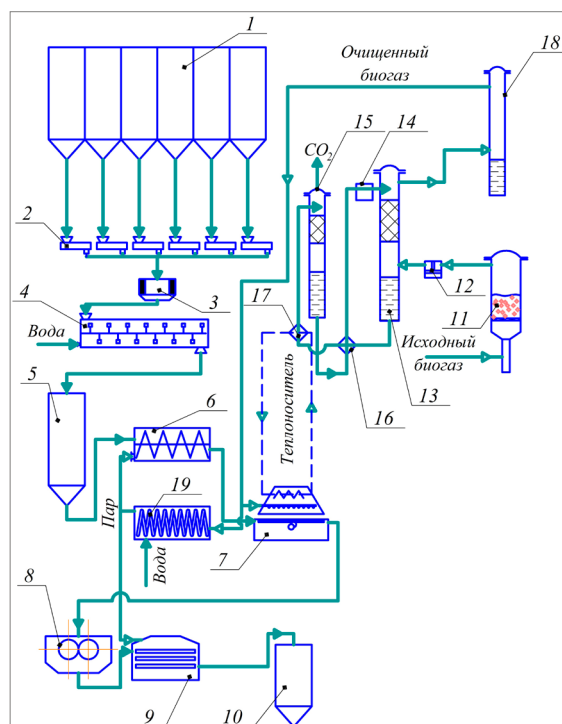 1
Очищенный
биогаз
18
15
14
CO2
2
3
17
12
4
Вода
11
Исходный
биогаз
13
5
16
6
Теплоноситель
19
Пар
Вода
7
8
9
10